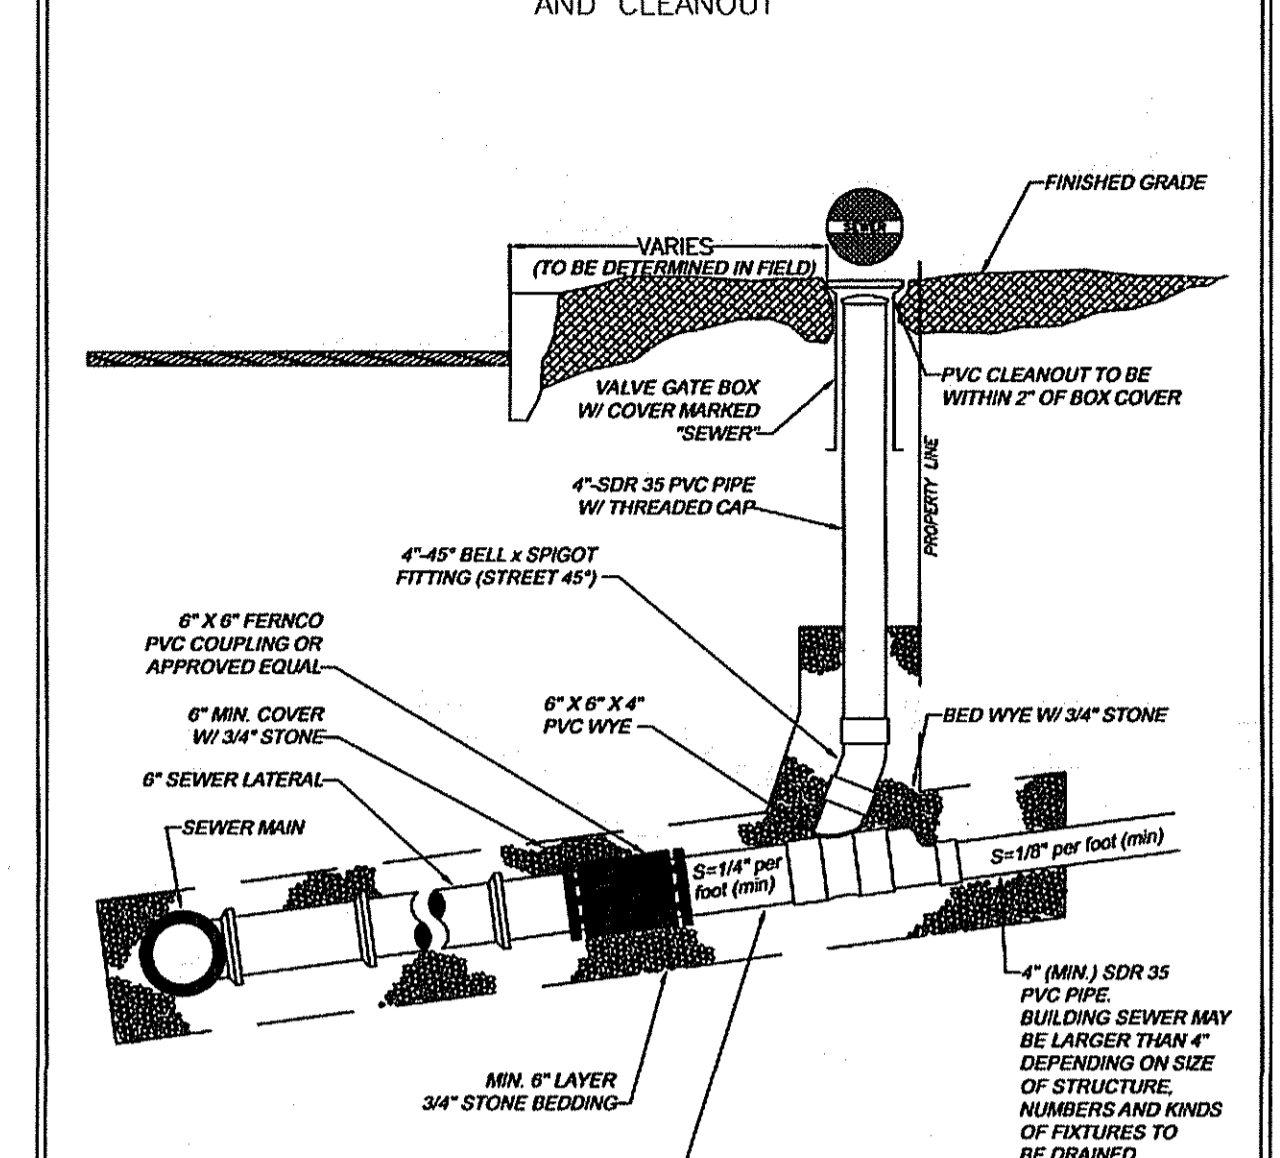 AND CLEANOUT
FINISHED GRADE
SEWER
VARIES
(TO BE DETERMINED IN FIELD)
VALVE GATE BOX
W/ COVER MARKED
"SEWER"
PVC CLEANOUT TO BE
WITHIN 2" OF BOX COVER
PROPERTY LINE
4"-SDR 35 PVC PIPE
W/ THREADED CAP
4"-45° BELL x SPIGOT
FITTING (STREET 45°)
6" X 6" FERNCO
PVC COUPLING OR
APPROVED EQUAL
6" X 6" X 4"
PVC WYE
BED WYE W/ 3/4" STONE
6" MIN. COVER
W/ 3/4" STONE
6" SEWER LATERAL
SEWER MAIN
S=1/4" per
foot (min)
S=1/8" per foot (min)
4" (MIN.) SDR 35
PVC PIPE.
BUILDING SEWER MAY
BE LARGER THAN 4"
DEPENDING ON SIZE
OF STRUCTURE,
NUMBERS AND KINDS
OF FIXTURES TO
BE DRAINED
MIN. 6" LAYER
3/4" STONE BEDDING